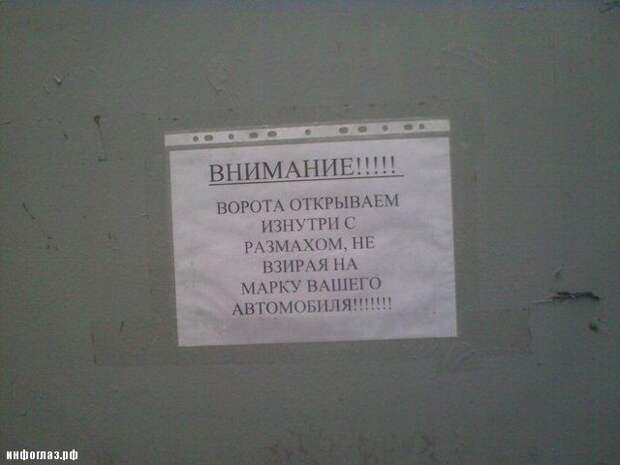 ВНИМАНИЕ!!!!!
ВОРОТА ОТКРЫВАЕМ
ИЗНУТРИ С
РАЗМАХОМ, НЕ
ВЗИРАЯ НА
МАРКУ ВАШЕГО
АВТОМОБИЛЯ!!!!!!!
инфоглаз.рф